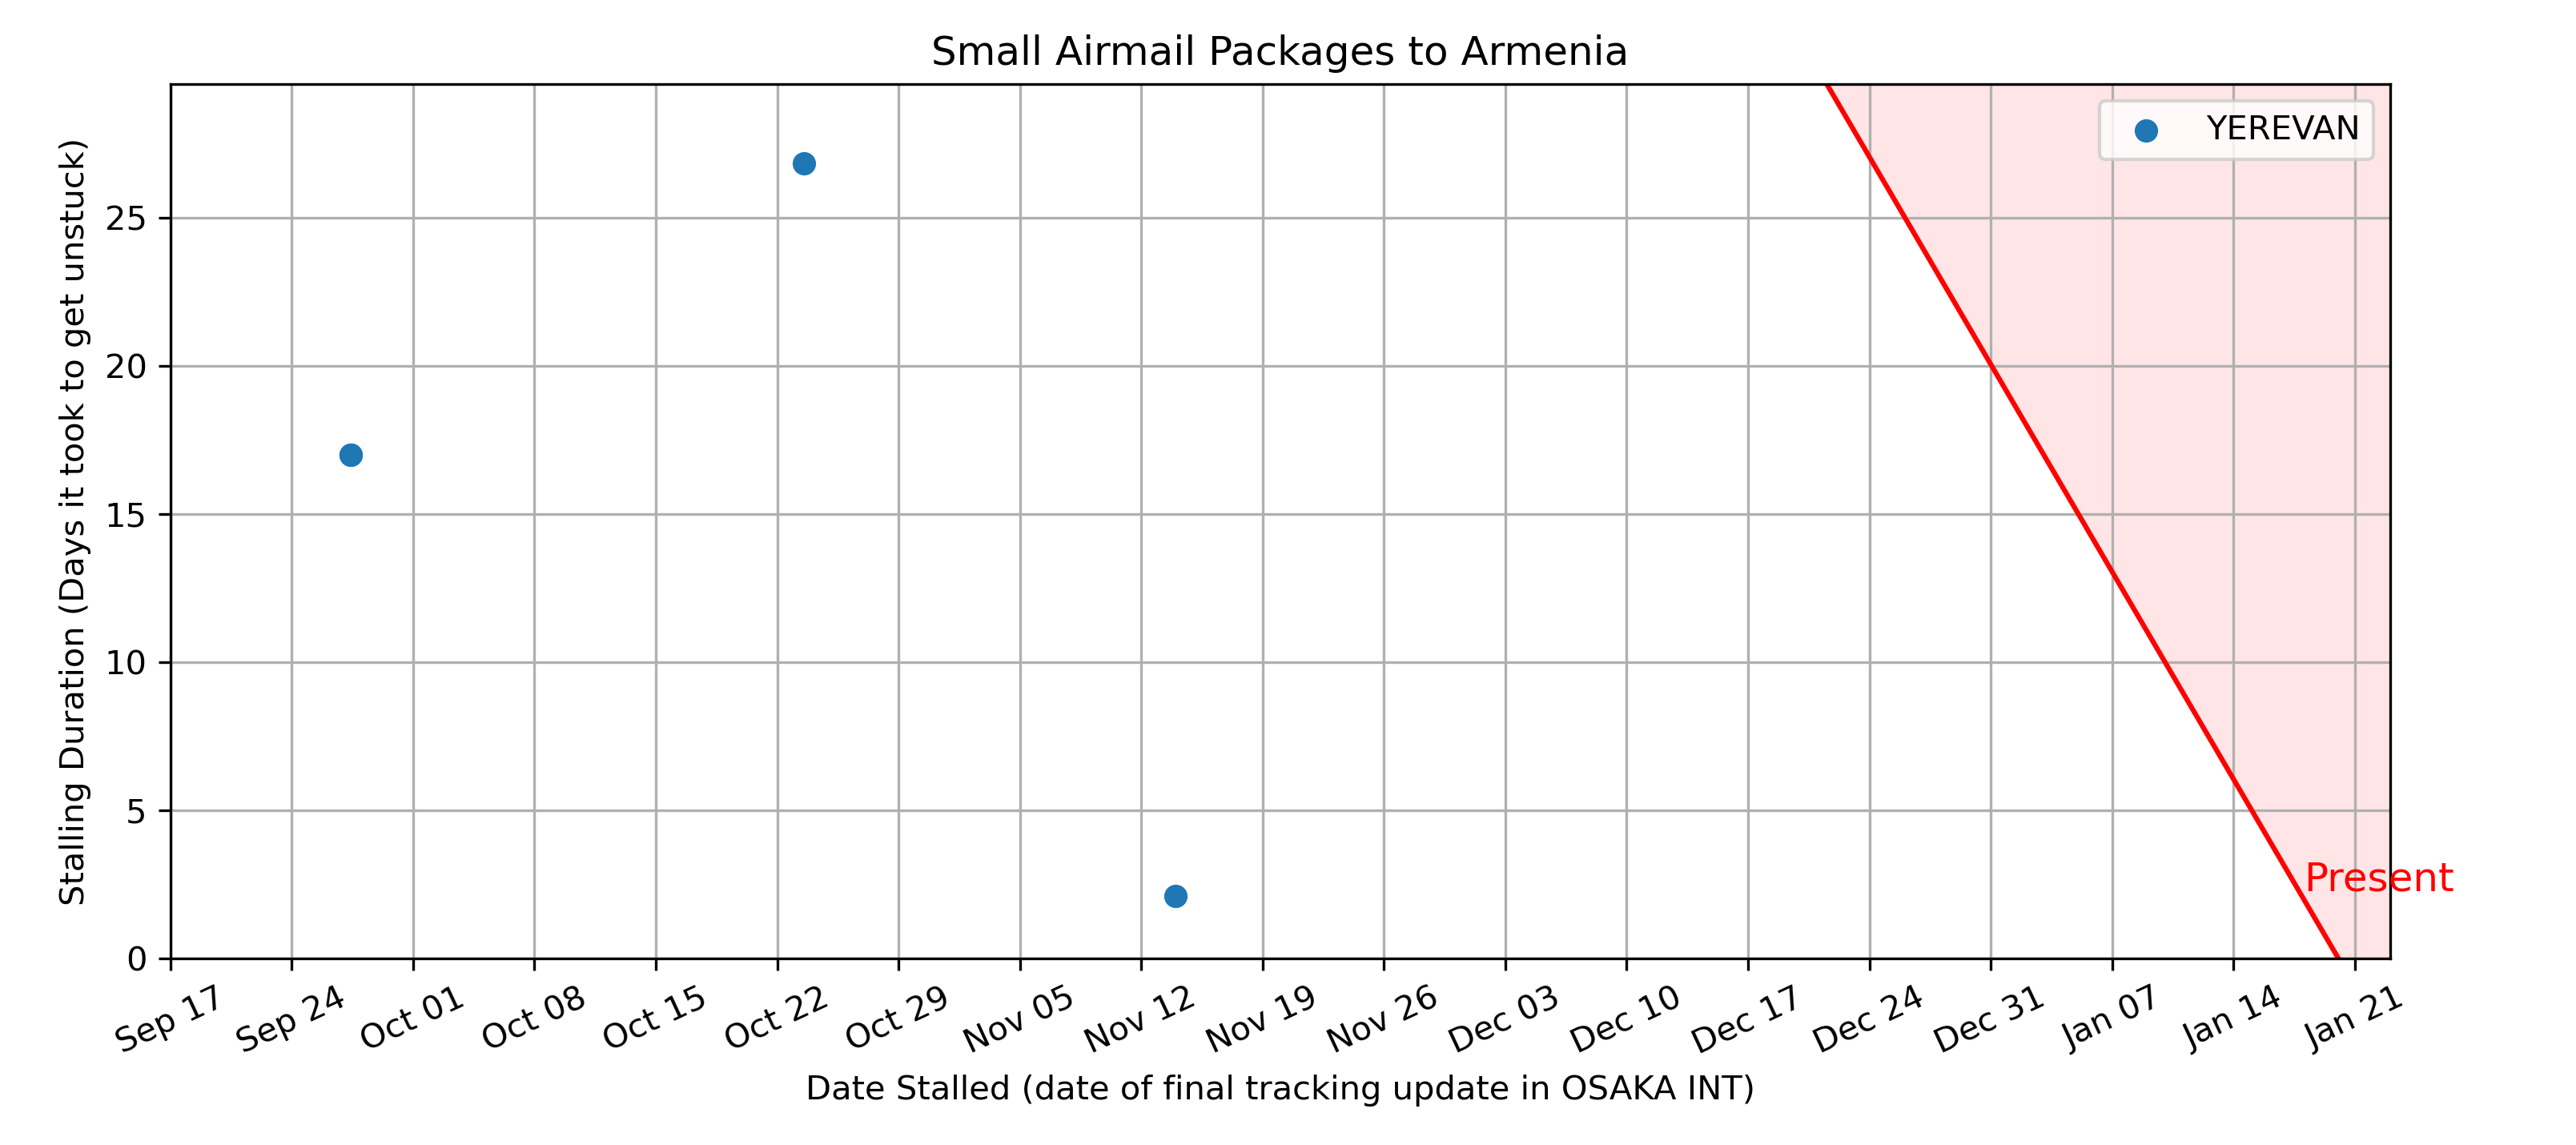 Small Airmail Packages to Armenia
YEREVAN
Stalling Duration (Days it took to get unstuck)
25
20
15
10
5
0
Present
Sep 17 Sep 24 Oct 01 Oct 08 Oct 15 Oct 22 Oct 29 Nov 05 Nov 12 Nov 19 Nov 26 Dec 03 Dec 10 Dec 17 Dec 24 Dec 31 Jan 07 Jan 14 Jan 21
Date Stalled (date of final tracking update in OSAKA INT)